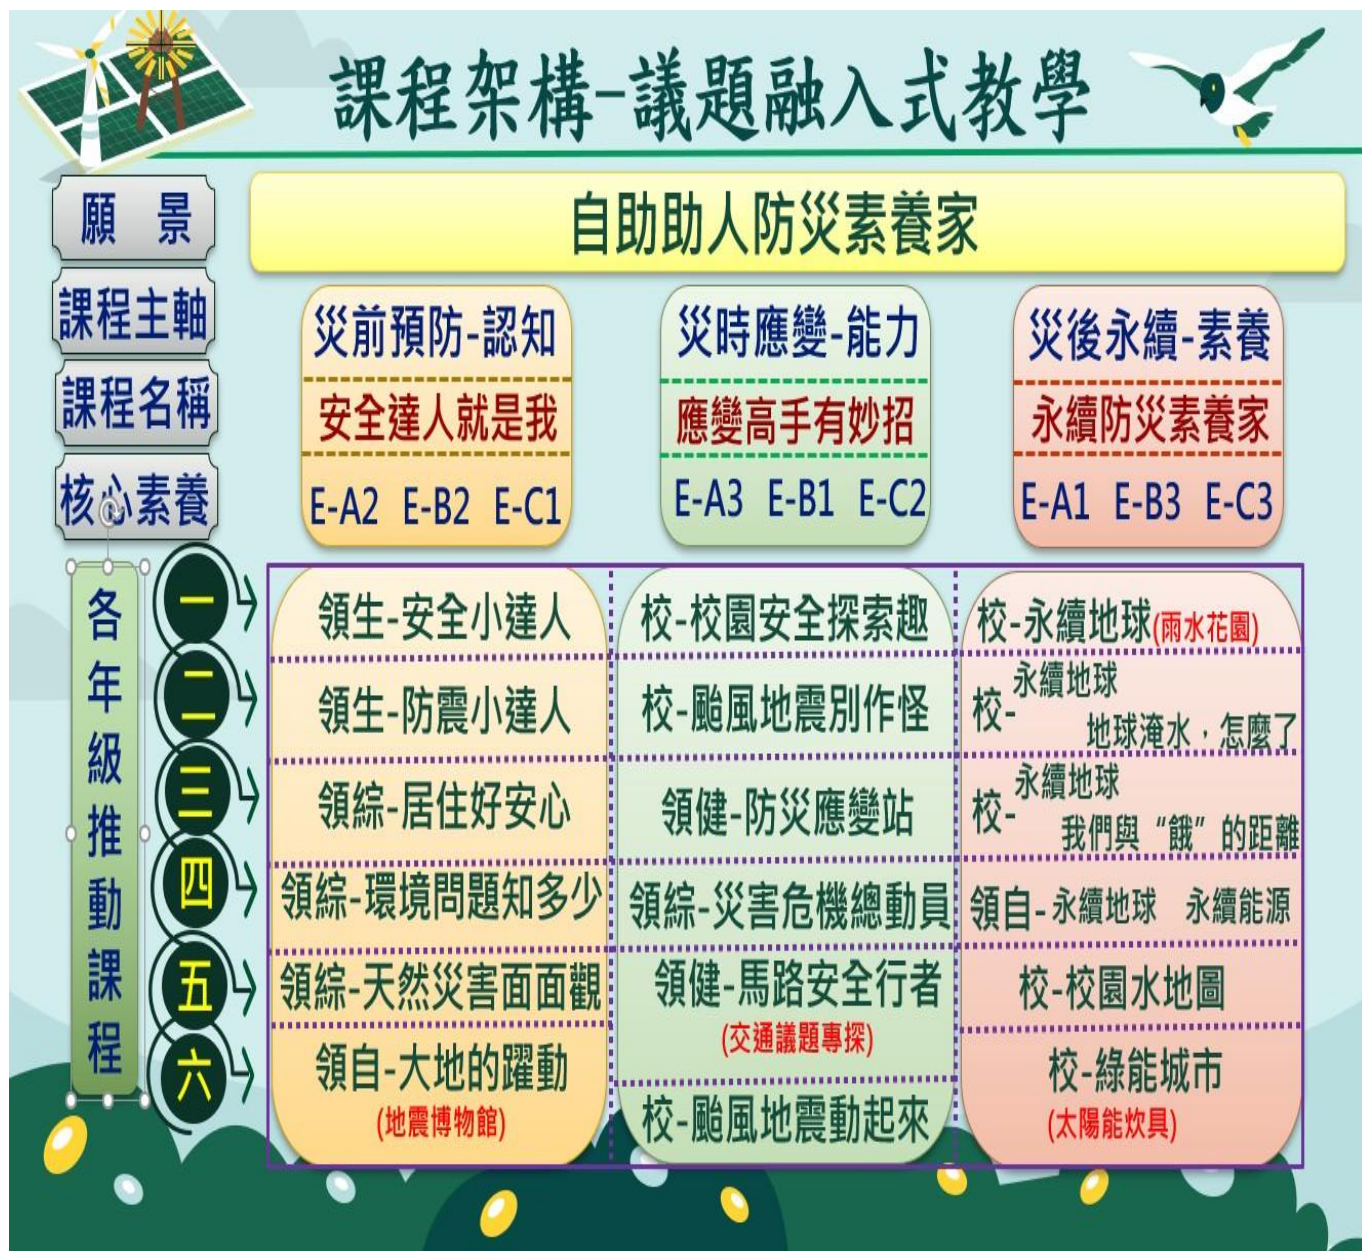 課程架構-議題融入式教學
願 景
自助助人防災素養家
課程主軸
災前預防-認知
災時應變-能力
災後永續-素養
課程名稱
安全達人就是我
應變高手有妙招
永續防災素養家
核心素養
E-A2 E-B2 E-C1
E-A3 E-B1 E-C2
E-A1 E-B3 E-C3
各年級推動課程
一
領生-安全小達人
校-校園安全探索趣
校-永續地球(雨水花園)
二
領生-防震小達人
校-颱風地震別作怪
校-永續地球
地球淹水，怎麼了
三
領綜-居住好安心
領健-防災應變站
校-永續地球
我們與“餓”的距離
四
領綜-環境問題知多少
領綜-災害危機總動員
領自-永續地球 永續能源
五
領綜-天然災害面面觀
領健-馬路安全行者
(交通議題專探)
校-校園水地圖
六
領自-大地的躍動
(地震博物館)
校-颱風地震動起來
校-綠能城市
(太陽能炊具)